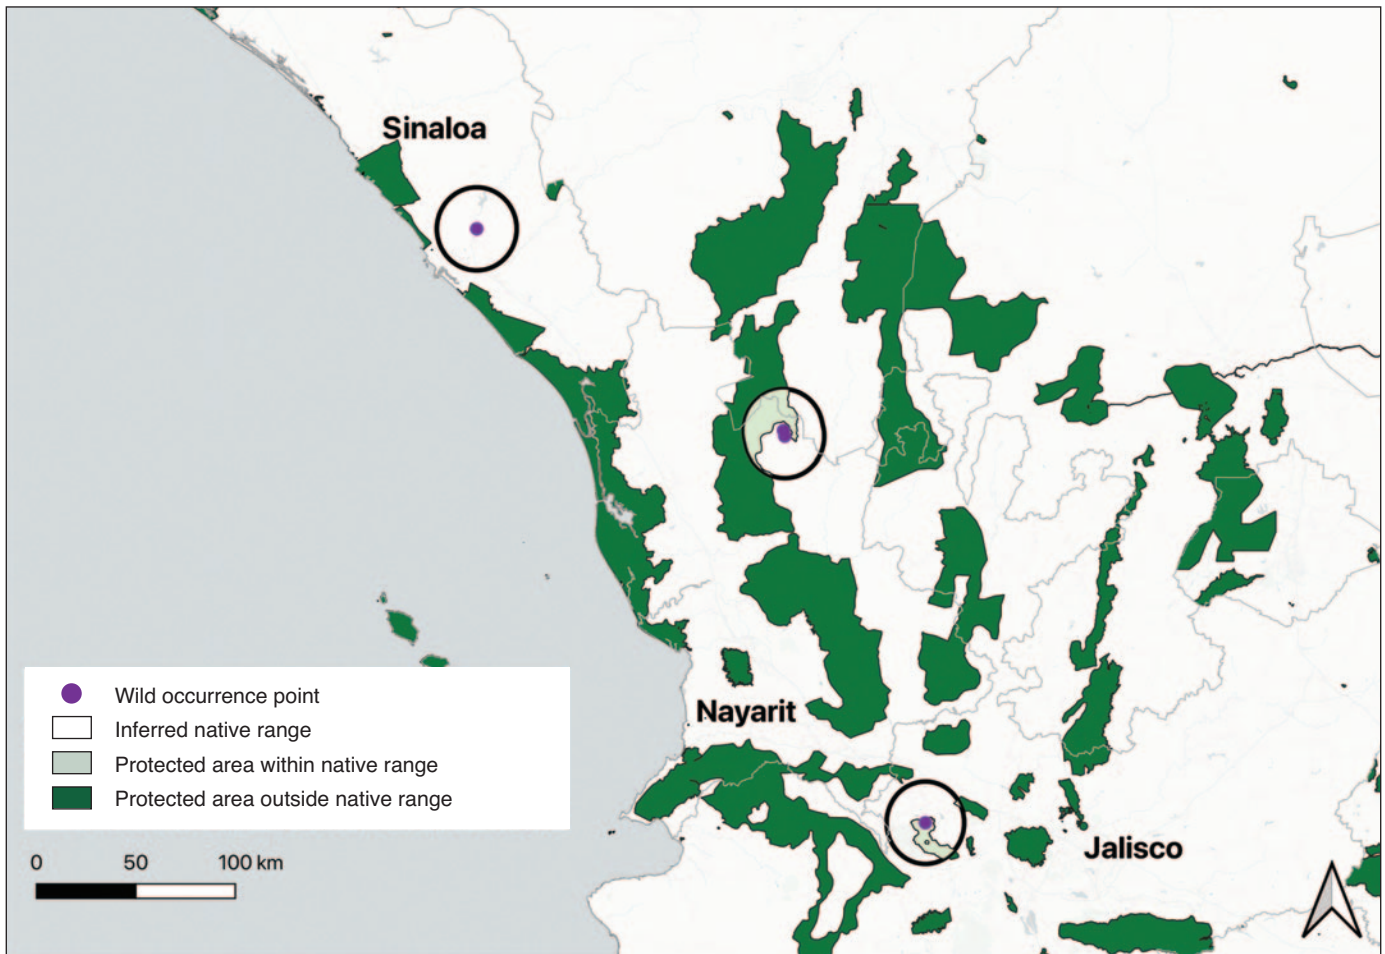 Sinaloa
Nayarit
Jalisco
Wild occurrence point
Inferred native range
Protected area within native range
Protected area outside native range
0 50 100 km